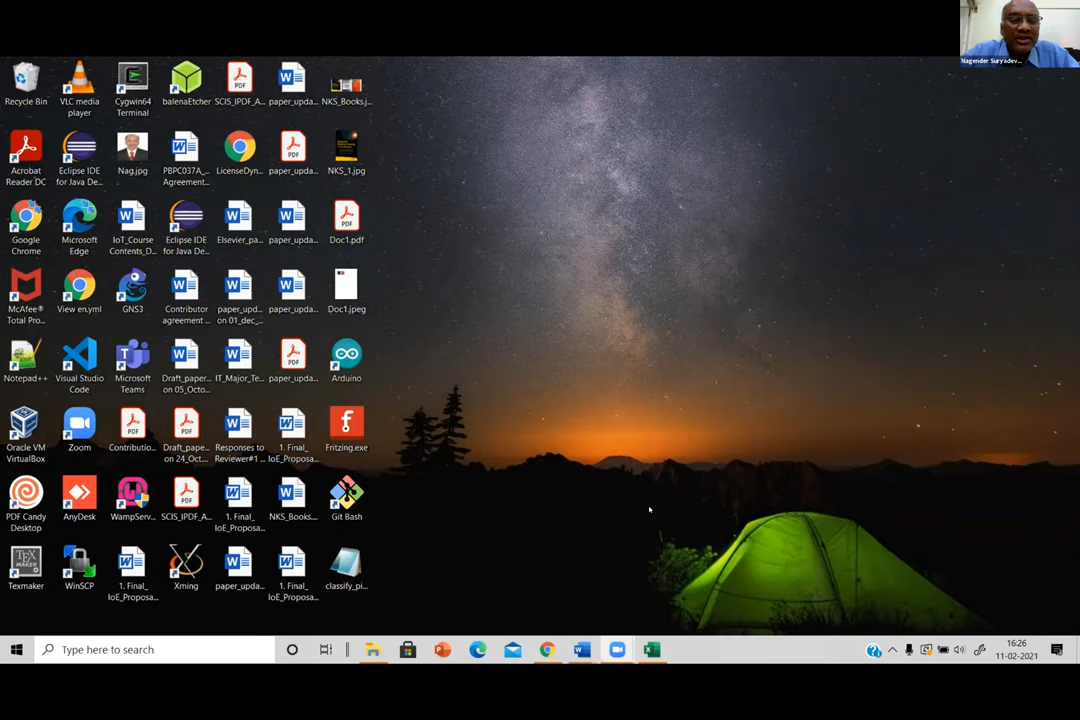 Nagender Suryadev...
Recycle Bin
VLC media
player
Cygwin64
Terminal
balenaEtcher
SCIS_IPDF_A...
paper_upda...
NKS_Books.j...
Acrobat
Reader DC
Eclipse IDE
for Java De...
Nag.jpg
PBPC037A_...
Agreement...
LicenseDyn...
paper_upda...
NKS_1.jpg
Google
Chrome
Microsoft
Edge
IoT_Course
Contents_D...
Eclipse IDE
for Java De...
Elsevier_pa...
paper_upda...
Doc1.pdf
McAfee®
Total Pro...
View en.yml
GNS3
Contributor
agreement ...
paper_upd...
on 01_dec_...
paper_upda...
Doc1.jpeg
Notepad++
Visual Studio
Code
Microsoft
Teams
Draft_paper...
on 05_Octo...
IT_Major_Te...
paper_upda...
Arduino
Oracle VM
VirtualBox
Zoom
Contributio...
Draft_pape...
on 24_Oct...
Responses to
Reviewer#1 ...
1. Final_
IoE_Proposa...
Fritzing.exe
PDF Candy
Desktop
AnyDesk
WampServ...
SCIS_IPDF_A...
1. Final_
IoE_Proposa...
NKS_Books....
Git Bash
TEX
MAKER
Texmaker
WinSCP
1. Final_
IoE_Proposa...
Xming
paper_upda...
1. Final_
IoE_Proposa...
classify_pi...
Type here to search
16:26
11-02-2021